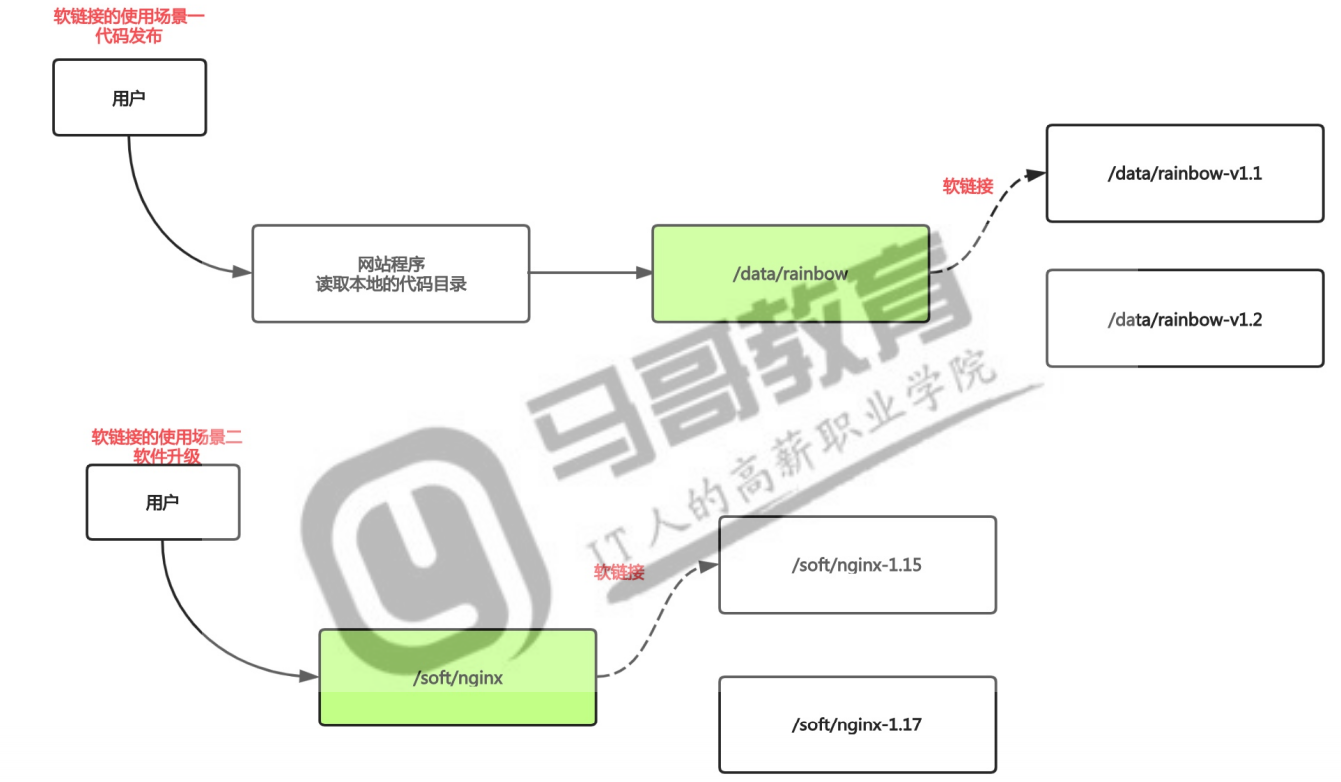 软链接的使用场景一
代码发布
用户
网站程序
读取本地的代码目录
/data/rainbow
软链接
/data/rainbow-v1.1
/data/rainbow-v1.2
软链接的使用场景二
软件升级
用户
/soft/nginx
软链接
/soft/nginx-1.15
/soft/nginx-1.17
马哥教育
IT人的高薪职业学院